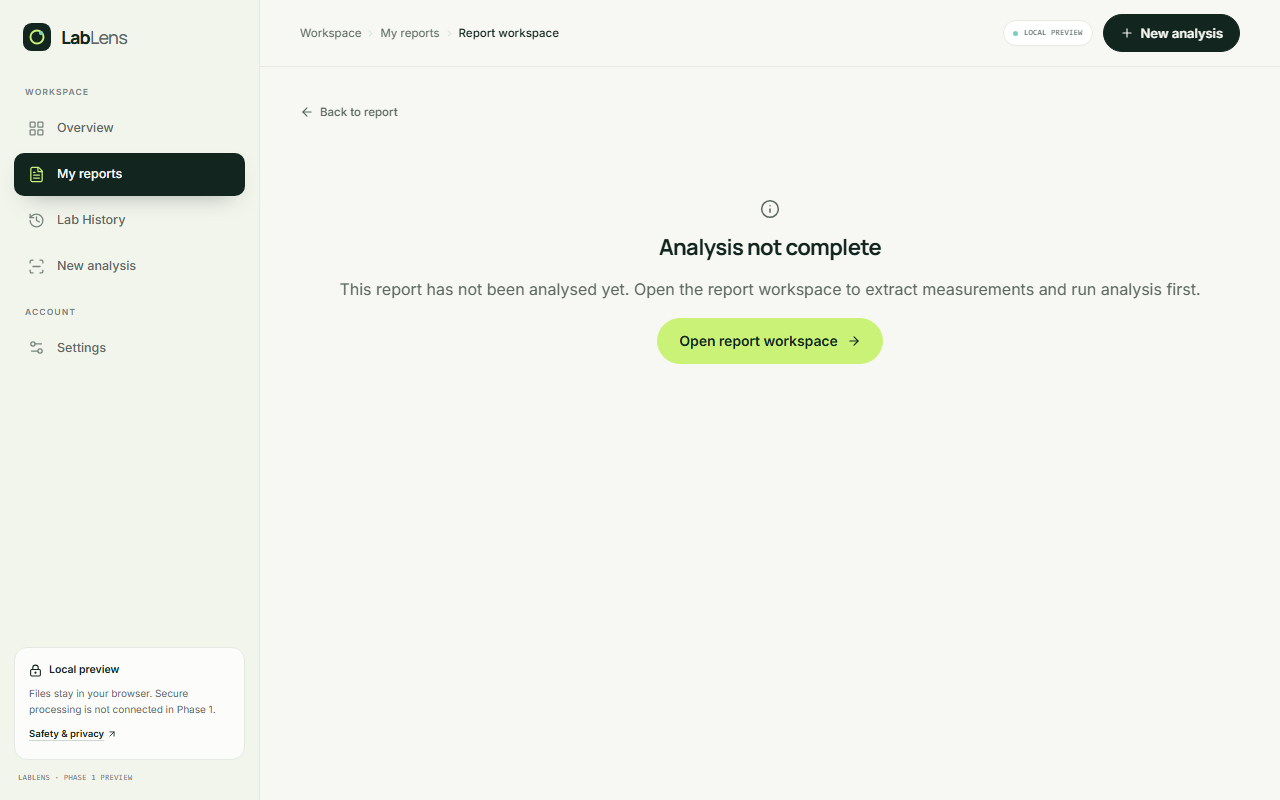 LabLens
WORKSPACE
Overview
My reports
Lab History
New analysis
ACCOUNT
Settings
Local preview
Files stay in your browser. Secure
processing is not connected in Phase 1.
Safety & privacy
LABLENS · PHASE 1 PREVIEW
Workspace
My reports
Report workspace
LOCAL PREVIEW
New analysis
Back to report
Analysis not complete
This report has not been analysed yet. Open the report workspace to extract measurements and run analysis first.
Open report workspace